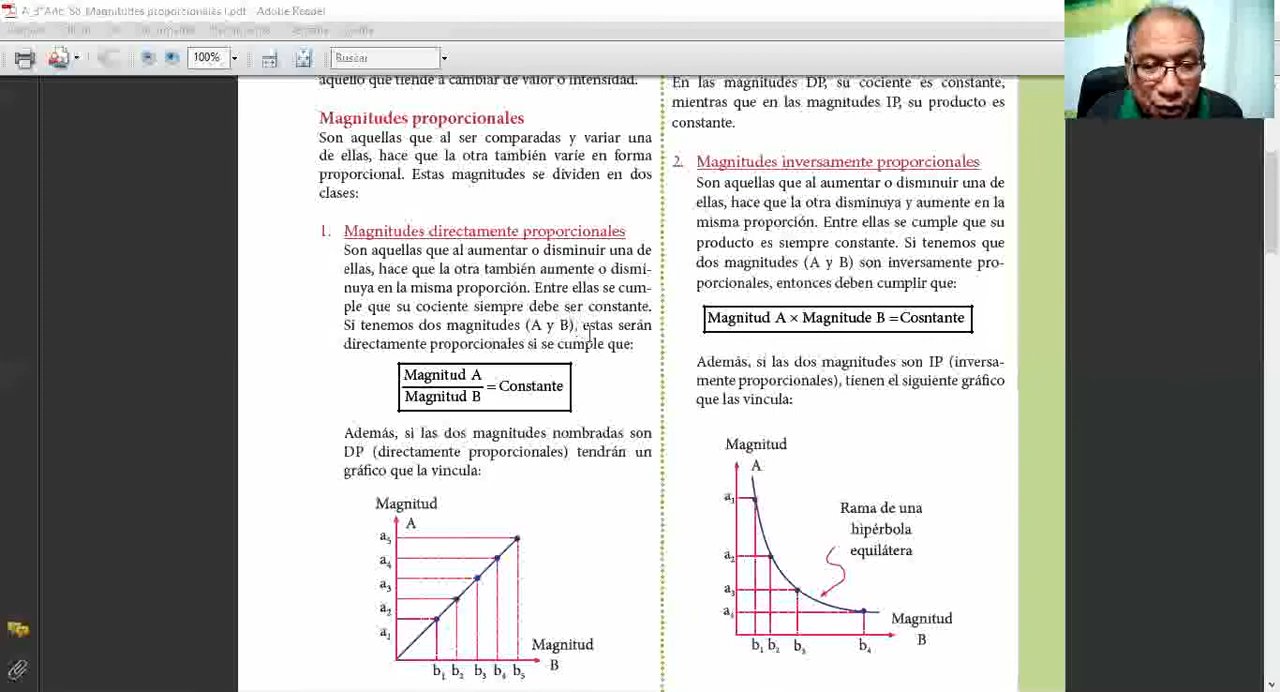 A 3°Año S8 Magnitudes proporcionales I.pdf - Adobe Reader
100%
Buscar
aquello que tiende a cambiar de valor o intensidad.
Magnitudes proporcionales
Son aquellas que al ser comparadas y variar una
de ellas, hace que la otra también varíe en forma
proporcional. Estas magnitudes se dividen en dos
clases:
1. Magnitudes directamente proporcionales
Son aquellas que al aumentar o disminuir una de
ellas, hace que la otra también aumente o dismi-
nuya en la misma proporción. Entre ellas se cum-
ple que su cociente siempre debe ser constante.
Si tenemos dos magnitudes (A y B), estas serán
directamente proporcionales si se cumple que:
Magnitud A
Magnitud B
= Constante
Además, si las dos magnitudes nombradas son
DP (directamente proporcionales) tendrán un
gráfico que la vincula:
Magnitud
A
a5
a4
a3
a2
a1
Magnitud
B
b1 b2 b3 b4 b5
En las magnitudes DP, su cociente es constante,
mientras que en las magnitudes IP, su producto es
constante.
2. Magnitudes inversamente proporcionales
Son aquellas que al aumentar o disminuir una de
ellas, hace que la otra disminuya y aumente en la
misma proporción. Entre ellas se cumple que su
producto es siempre constante. Si tenemos que
dos magnitudes (A y B) son inversamente pro-
porcionales, entonces deben cumplir que:
Magnitud A × Magnitude B = Cosntante
Además, si las dos magnitudes son IP (inversa-
mente proporcionales), tienen el siguiente gráfico
que las vincula:
Magnitud
A
a1
a2
a3
a4
Rama de una
hipérbola
equilátera
Magnitud
B
b1 b2 b3 b4